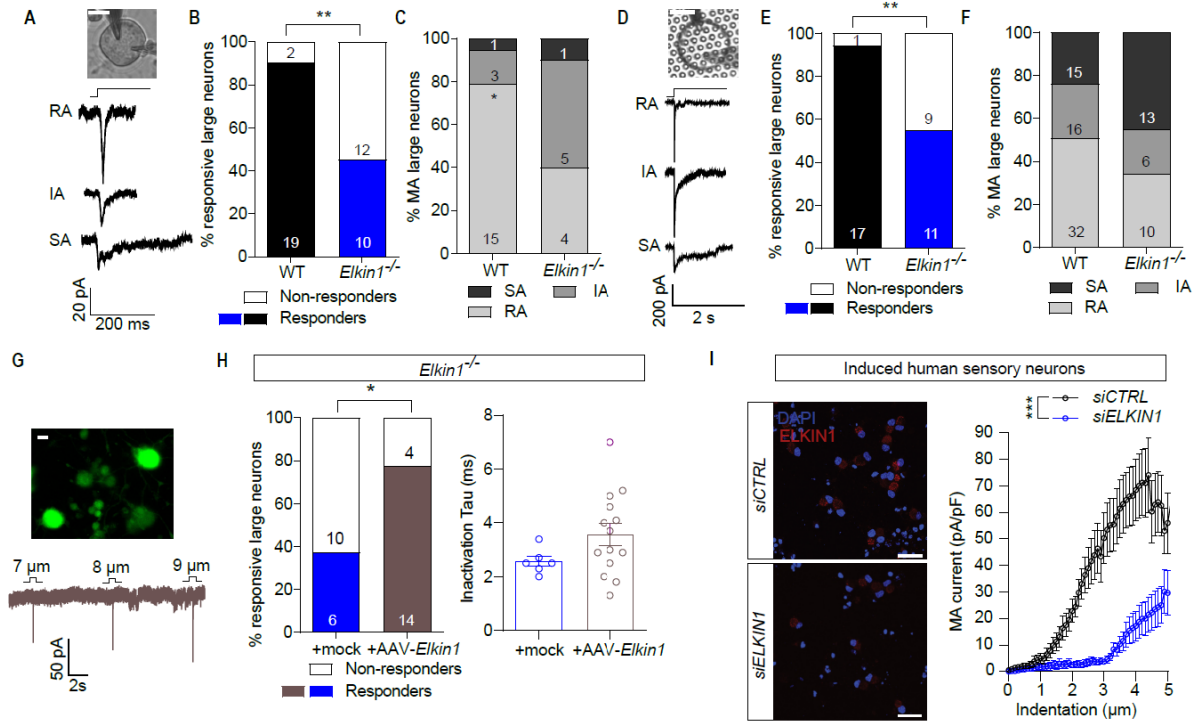 A
RA
IA
SA
20 pA
200 ms
B
**
% responsive large neurons
100
80
60
40
20
0
2
12
19
10
WT
Elkin1-/-
Non-responders
Responders
C
% MA large neurons
100
80
60
40
20
0
1
1
3
*
5
15
4
WT
Elkin1-/-
SA
IA
RA
D
RA
IA
SA
200 pA
2 s
E
**
% responsive large neurons
100
80
60
40
20
0
1
9
17
11
WT
Elkin1-/-
Non-responders
Responders
F
% MA large neurons
100
80
60
40
20
0
15
13
16
6
32
10
WT
Elkin1-/-
SA
IA
RA
G
7 µm
8 µm
9 µm
50 pA
2s
H
Elkin1-/-
*
% responsive large neurons
100
80
60
40
20
0
4
10
6
14
+mock
+AAV-Elkin1
Non-responders
Responders
Inactivation Tau (ms)
8
6
4
2
0
+mock
+AAV-Elkin1
I
Induced human sensory neurons
siCTRL
DAPI
ELKIN1
siELKIN1
***
siCTRL
siELKIN1
MA current (pA/pF)
90
80
70
60
50
40
30
20
10
0
0
1
2
3
4
5
Indentation (µm)